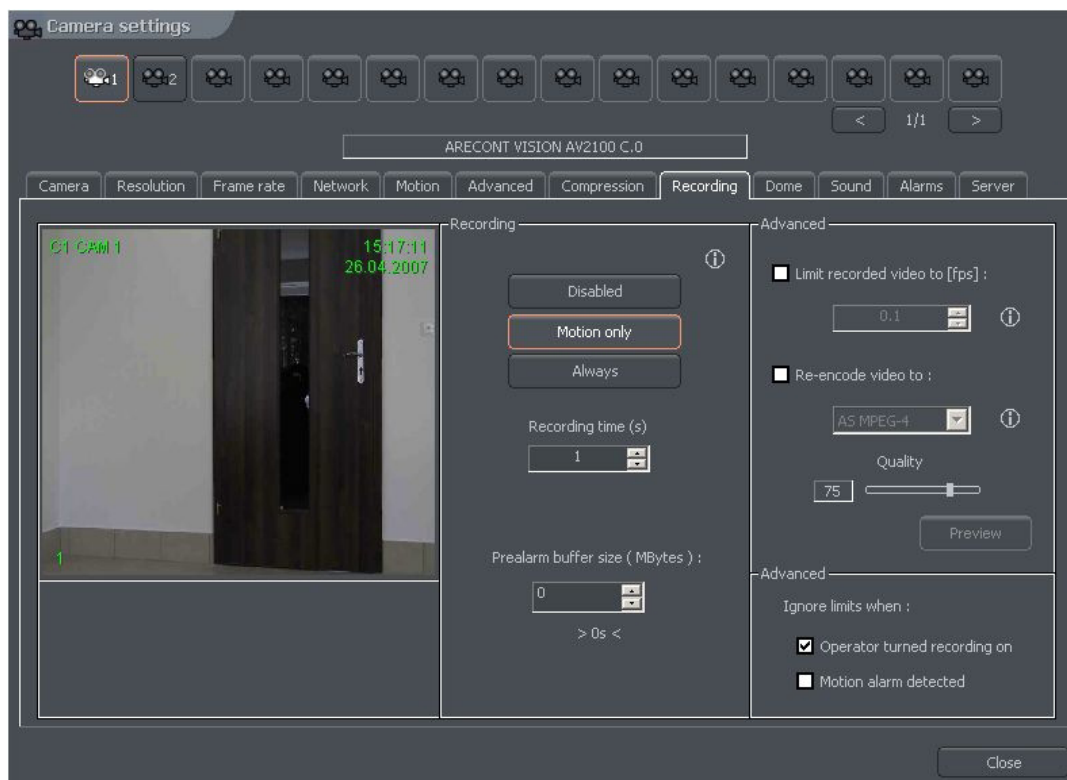 Camera settings
1
2
< 1/1 >
ARECONT VISION AV2100 C.0
Camera Resolution Frame rate Network Motion Advanced Compression Recording Dome Sound Alarms Server
C1 CAM 1
15:17:11
26.04.2007
1
Recording
Disabled
Motion only
Always
Recording time (s)
1
Prealarm buffer size ( MBytes ) :
0
> 0s <
Advanced
Limit recorded video to [fps] :
0.1
Re-encode video to :
AS MPEG-4
Quality
75
Preview
Advanced
Ignore limits when :
Operator turned recording on
Motion alarm detected
Close